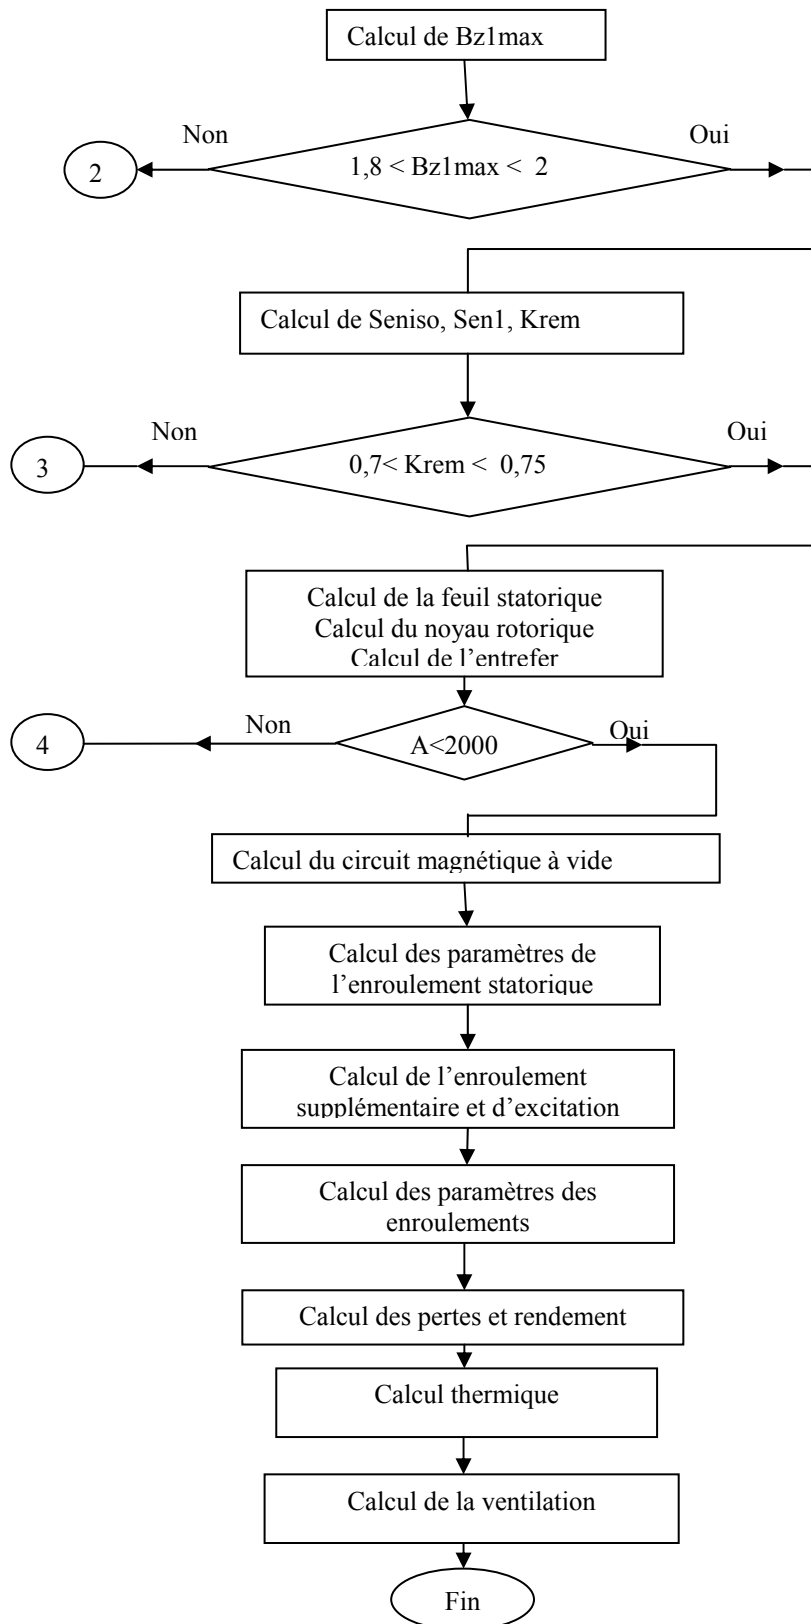 Calcul de Bz1max
Non
Oui
2
1,8 < Bz1max < 2
Calcul de Seniso, Sen1, Krem
Non
Oui
3
0,7< Krem < 0,75
Calcul de la feuil statorique
Calcul du noyau rotorique
Calcul de l’entrefer
Non
Oui
4
A<2000
Calcul du circuit magnétique à vide
Calcul des paramètres de
l’enroulement statorique
Calcul de l’enroulement
supplémentaire et d’excitation
Calcul des paramètres des
enroulements
Calcul des pertes et rendement
Calcul thermique
Calcul de la ventilation
Fin